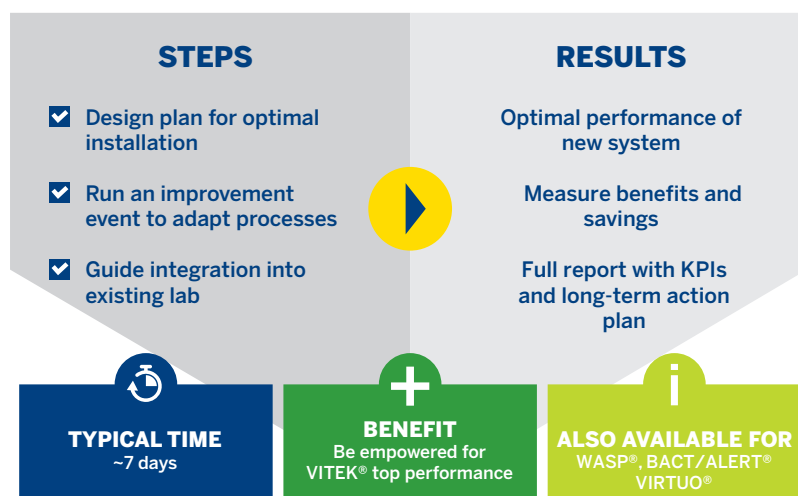 STEPS
Design plan for optimal
installation
Run an improvement
event to adapt processes
Guide integration into
existing lab
RESULTS
Optimal performance of
new system
Measure benefits and
savings
Full report with KPIs
and long-term action
plan
TYPICAL TIME
~7 days
BENEFIT
Be empowered for
VITEK® top performance
i
ALSO AVAILABLE FOR
WASP®, BACT/ALERT®
VIRTUO®